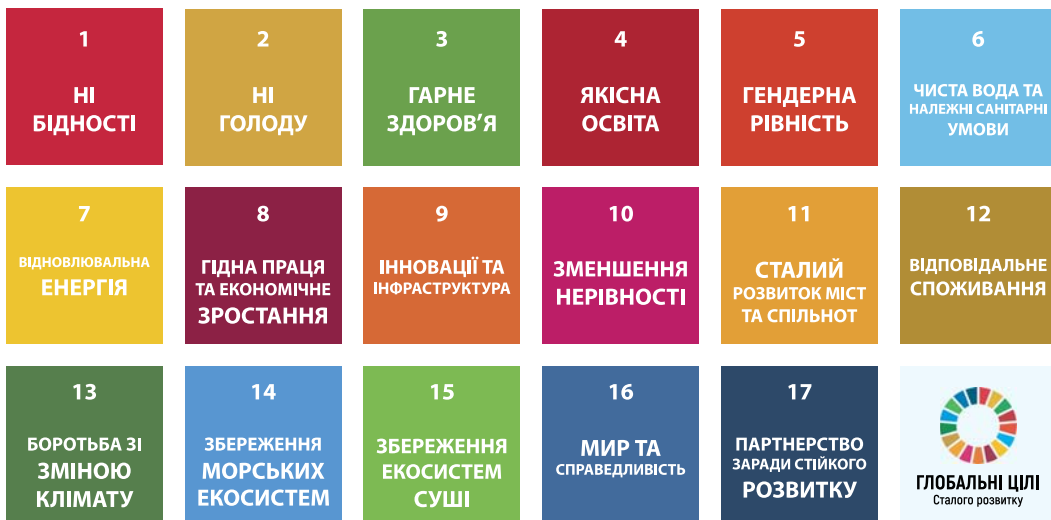 1
НІ
БІДНОСТІ
2
НІ
ГОЛОДУ
3
ГАРНЕ
ЗДОРОВ’Я
4
ЯКІСНА
ОСВІТА
5
ГЕНДЕРНА
РІВНІСТЬ
6
ЧИСТА ВОДА ТА
НАЛЕЖНІ САНІТАРНІ
УМОВИ
7
ВІДНОВЛЮВАЛЬНА
ЕНЕРГІЯ
8
ГІДНА ПРАЦЯ
ТА ЕКОНОМІЧНЕ
ЗРОСТАННЯ
9
ІННОВАЦІЇ ТА
ІНФРАСТРУКТУРА
10
ЗМЕНШЕННЯ
НЕРІВНОСТІ
11
СТАЛИЙ
РОЗВИТОК МІСТ
ТА СПІЛЬНОТ
12
ВІДПОВІДАЛЬНЕ
СПОЖИВАННЯ
13
БОРОТЬБА ЗІ
ЗМІНОЮ
КЛІМАТУ
14
ЗБЕРЕЖЕННЯ
МОРСЬКИХ
ЕКОСИСТЕМ
15
ЗБЕРЕЖЕННЯ
ЕКОСИСТЕМ
СУШІ
16
МИР ТА
СПРАВЕДЛИВІСТЬ
17
ПАРТНЕРСТВО
ЗАРАДИ СТІЙКОГО
РОЗВИТКУ
ГЛОБАЛЬНІ ЦІЛІ
Сталого розвитку